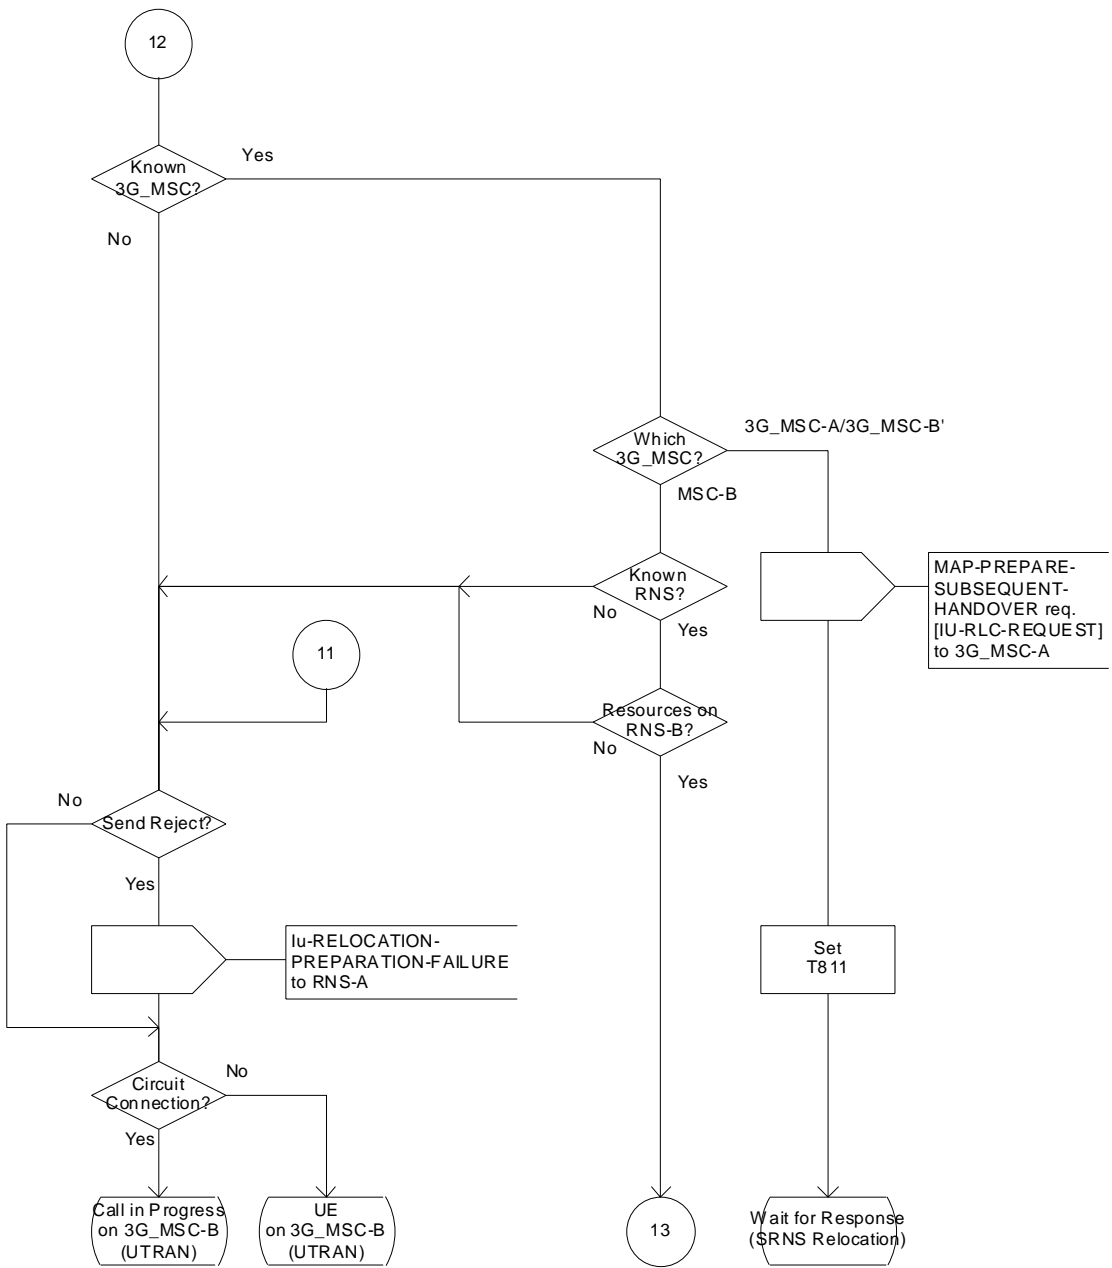 12
Known
3G_MSC?
Yes
No
Which
3G_MSC?
3G_MSC-A/3G_MSC-B'
MSC-B
Known
RNS?
No
Yes
MAP-PREPARE-
SUBSEQUENT-
HANDOVER req.
[IU-RLC-REQUEST]
to 3G_MSC-A
11
Resources on
RNS-B?
No
Yes
No
Send Reject?
Yes
Iu-RELOCATION-
PREPARATION-FAILURE
to RNS-A
Set
T811
Circuit
Connection?
No
Yes
Call in Progress
on 3G_MSC-B
(UTRAN)
UE
on 3G_MSC-B
(UTRAN)
13
Wait for Response
(SRNS Relocation)